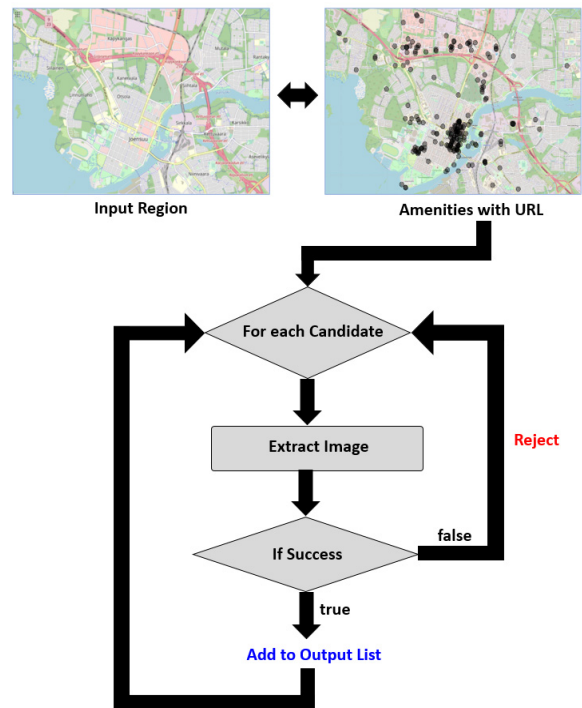 Input Region
Amenities with URL
For each Candidate
Extract Image
Reject
If Success
false
true
Add to Output List